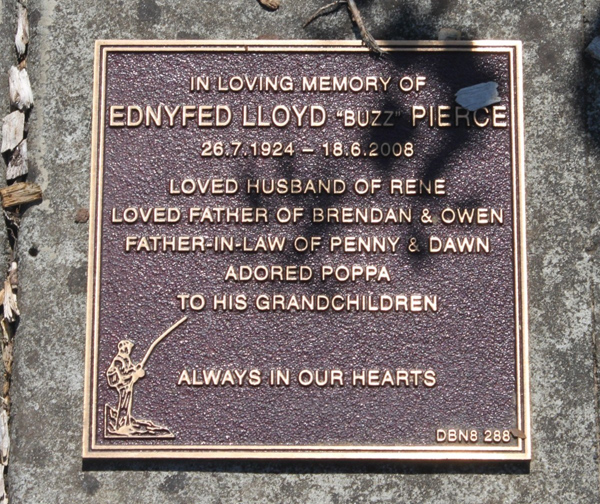 IN LOVING MEMORY OF
EDNYFED LLOYD "BUZZ" PIERCE
26.7.1924 – 18.6.2008
LOVED HUSBAND OF RENE
LOVED FATHER OF BRENDAN & OWEN
FATHER-IN-LAW OF PENNY & DAWN
ADORED POPPA
TO HIS GRANDCHILDREN
ALWAYS IN OUR HEARTS
DBN8 288